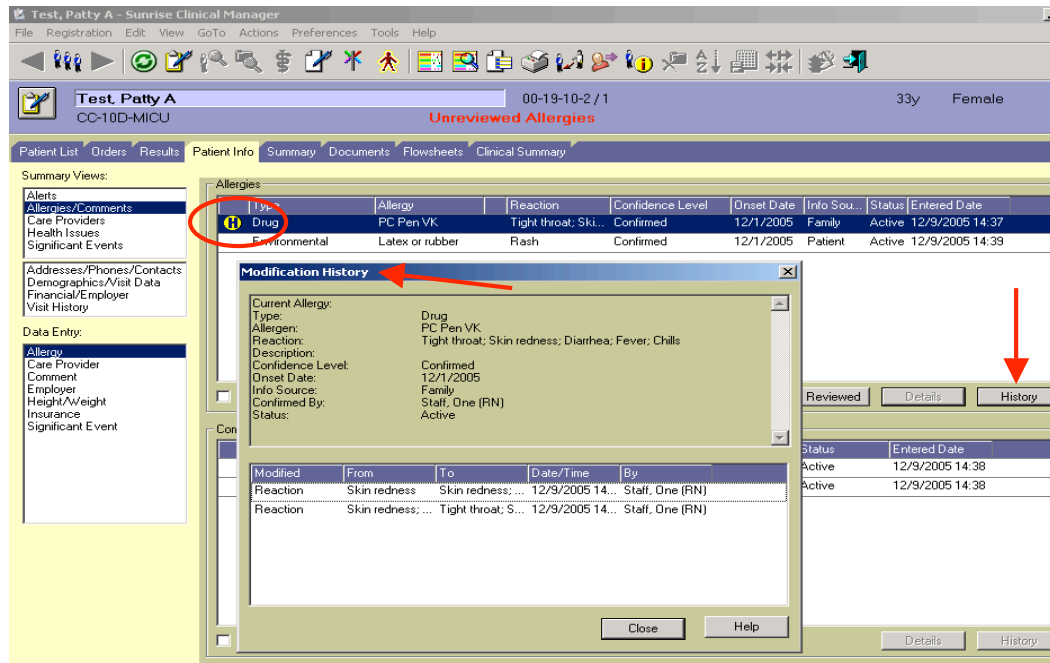 Test, Patty A - Sunrise Clinical Manager
File Registration Edit View GoTo Actions Preferences Tools Help
Test, Patty A 00-19-10-2 / 1 33y Female
CC-10D-MICU Unreviewed Allergies
Patient List Orders Results Patient Info Summary Documents Flowsheets Clinical Summary
Summary Views:
Alerts
Allergies/Comments
Care Providers
Health Issues
Significant Events
Addresses/Phones/Contacts
Demographics/Visit Data
Financial/Employer
Visit History
Data Entry:
Allergy
Care Provider
Comment
Employer
Height/Weight
Insurance
Significant Event
Allergies
Type Allergy Reaction Confidence Level Onset Date Info Sou... Status Entered Date
H Drug PC Pen VK Tight throat; Ski... Confirmed 12/1/2005 Family Active 12/9/2005 14:37
Environmental Latex or rubber Rash Confirmed 12/1/2005 Patient Active 12/9/2005 14:39
Modification History
Current Allergy:
Type: Drug
Allergen: PC Pen VK
Reaction: Tight throat; Skin redness; Diarrhea; Fever; Chills
Description:
Confidence Level: Confirmed
Onset Date: 12/1/2005
Info Source: Family
Confirmed By: Staff, One (RN)
Status: Active
Modified From To Date/Time By
Reaction Skin redness Skin redness; ... 12/9/2005 14... Staff, One (RN)
Reaction Skin redness; ... Tight throat; S... 12/9/2005 14... Staff, One (RN)
Close Help
Reviewed Details History
Con
Status Entered Date
Active 12/9/2005 14:38
Active 12/9/2005 14:38
Details History